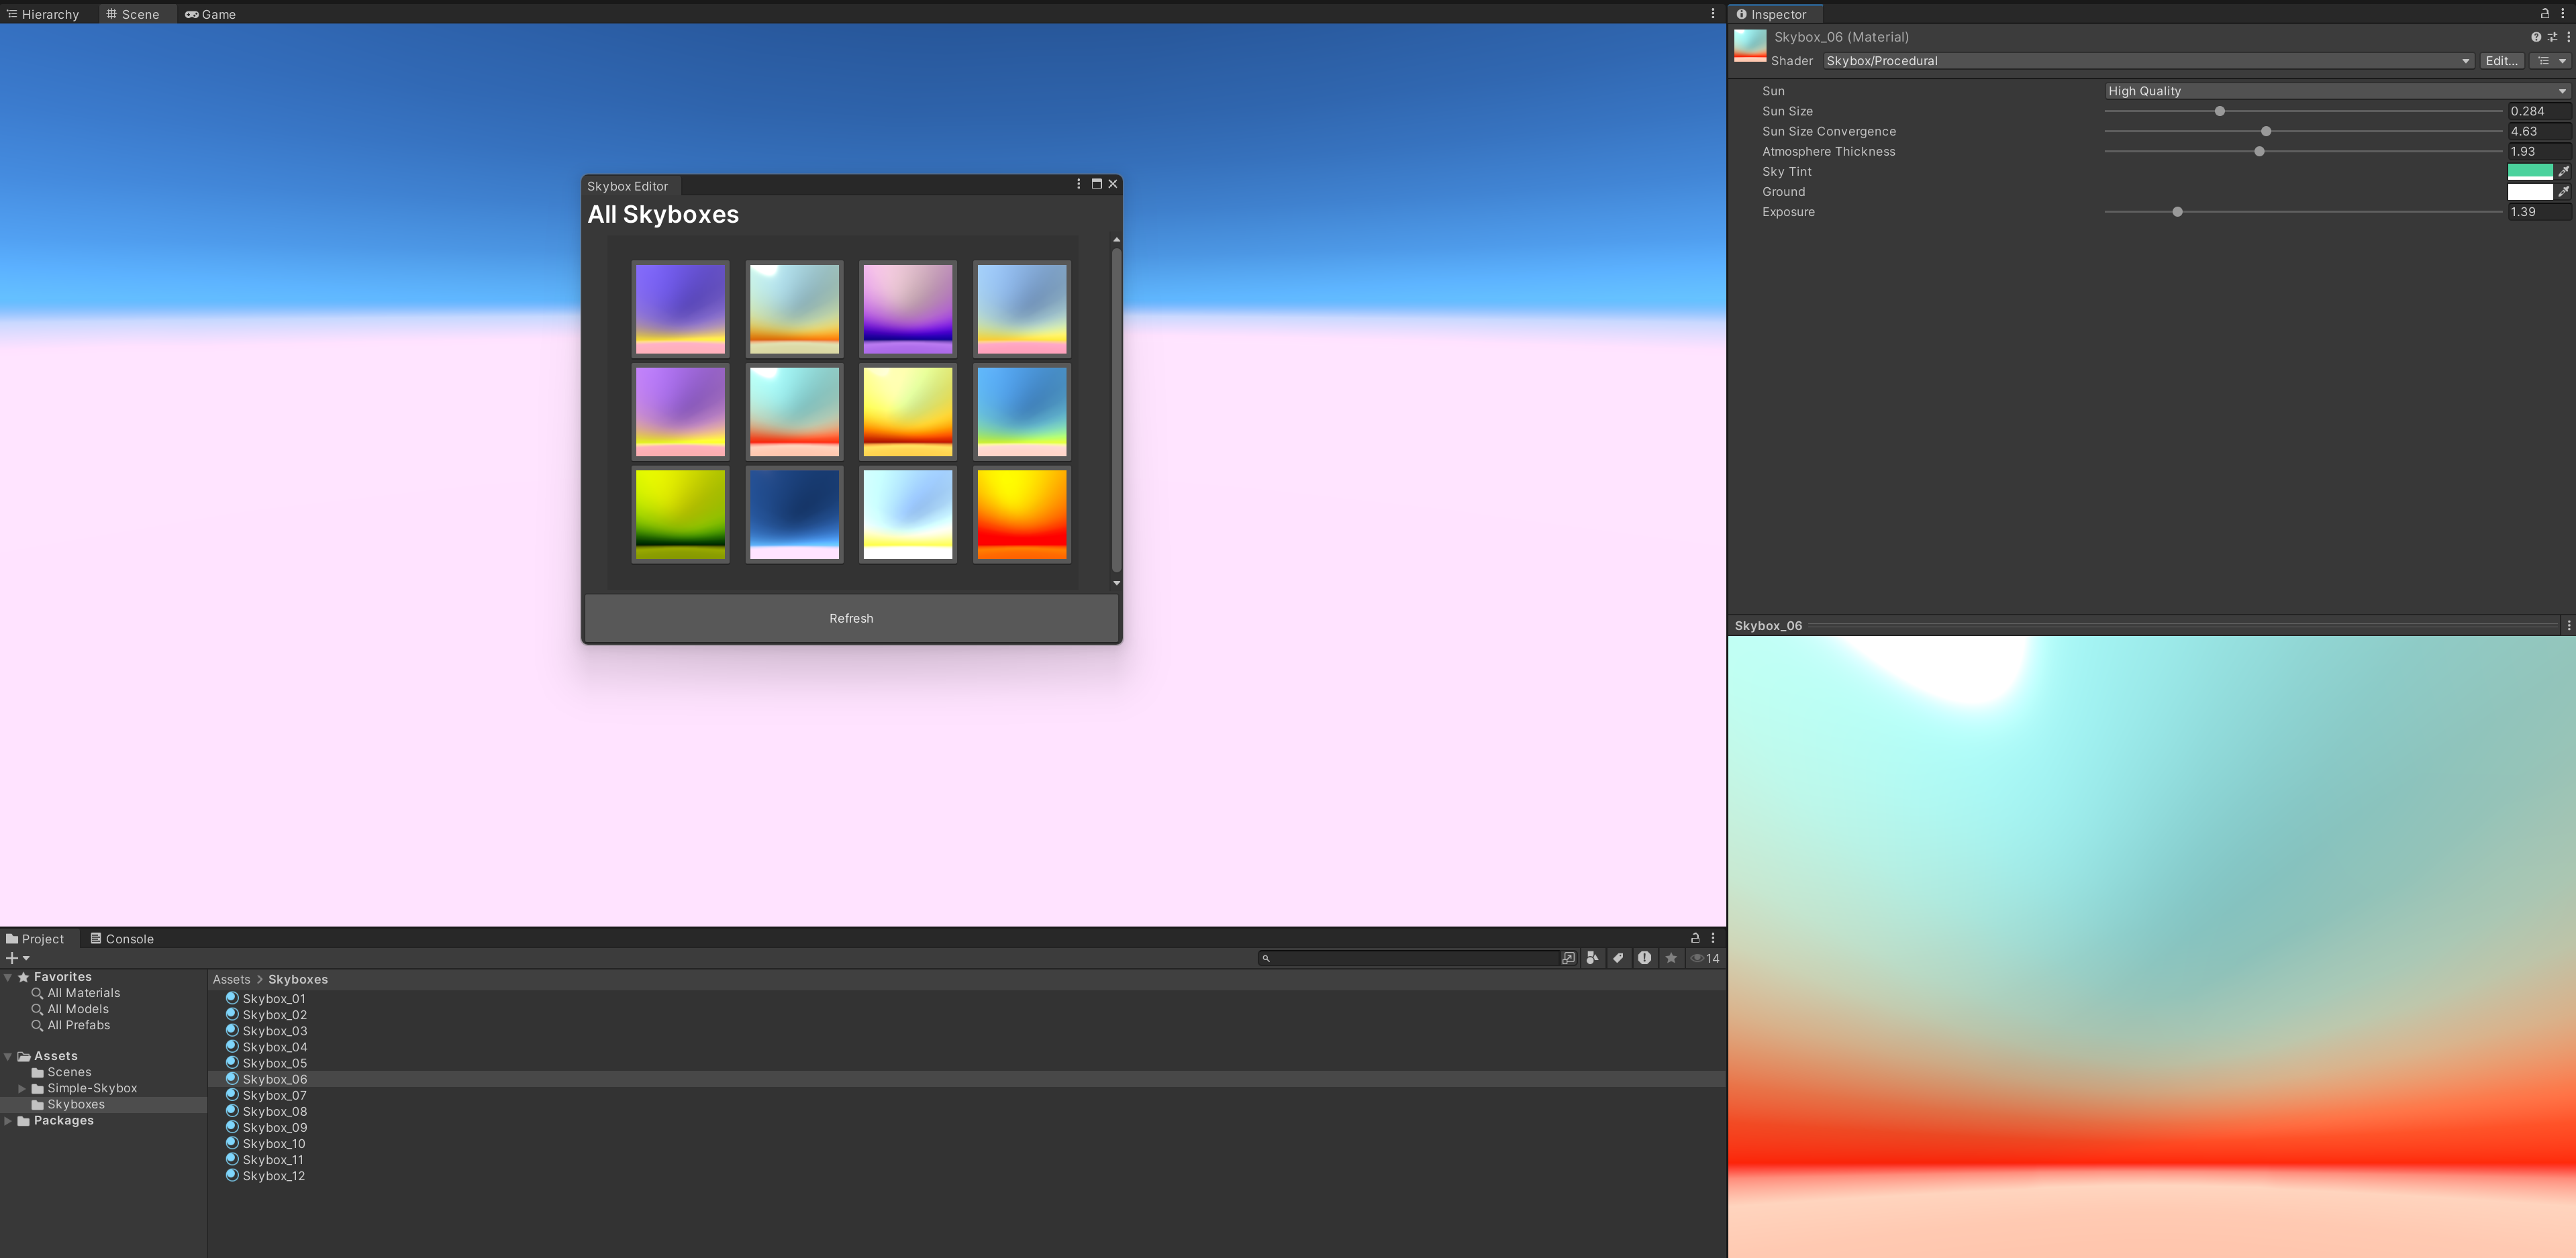 Hierarchy
Scene
Game
Skybox Editor
All Skyboxes
Refresh
Project
Console
14
Favorites
All Materials
All Models
All Prefabs
Assets
Scenes
Simple-Skybox
Skyboxes
Packages
Assets > Skyboxes
Skybox_01
Skybox_02
Skybox_03
Skybox_04
Skybox_05
Skybox_06
Skybox_07
Skybox_08
Skybox_09
Skybox_10
Skybox_11
Skybox_12
Inspector
Skybox_06 (Material)
Shader Skybox/Procedural Edit...
Sun High Quality
Sun Size 0.284
Sun Size Convergence 4.63
Atmosphere Thickness 1.93
Sky Tint
Ground
Exposure 1.39
Skybox_06